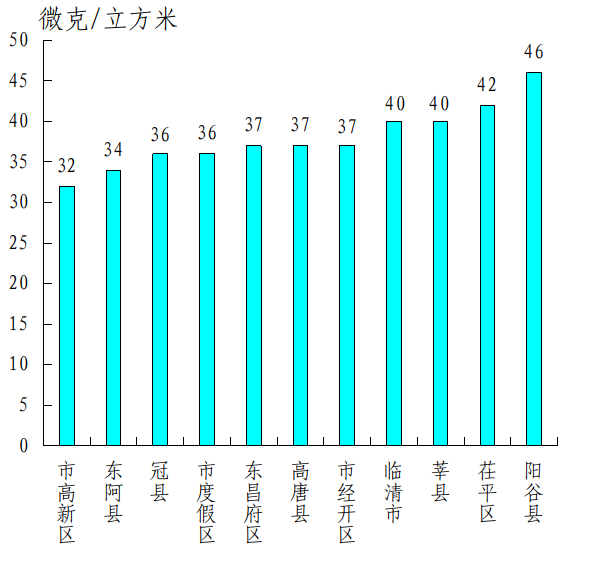 微克/立方米
50
45
40
35
30
25
20
15
10
5
0
32
34
36
36
37
37
37
40
40
42
46
市高新区
东阿县
冠县
市度假区
东昌府区
高唐县
市经开区
临清市
莘县
茌平区
阳谷县